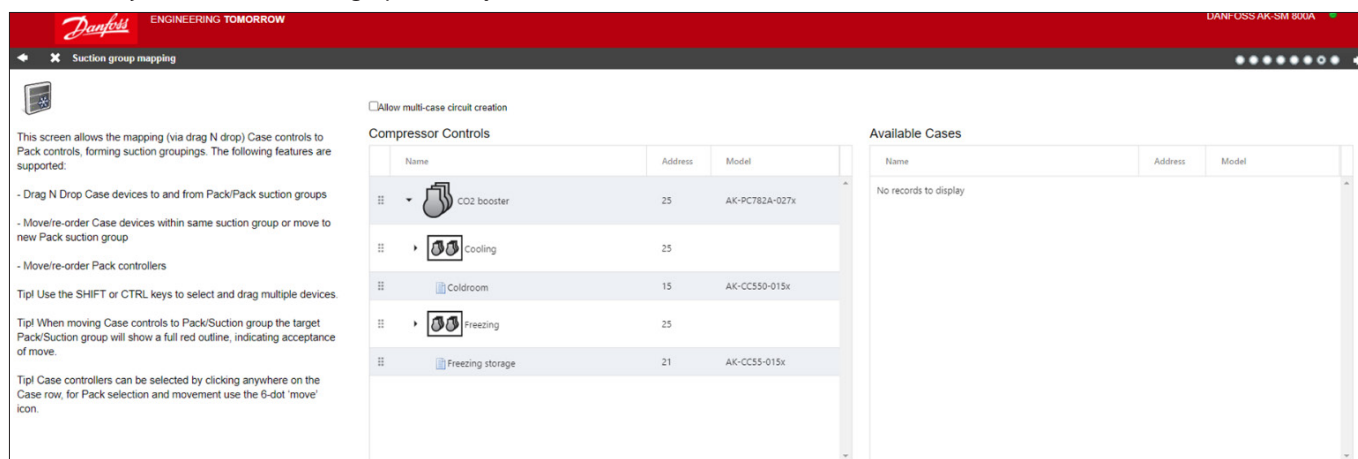 Danfoss
ENGINEERING TOMORROW
DANFOSS AK-SM 800A
Suction group mapping
This screen allows the mapping (via drag N drop) Case controls to
Pack controls, forming suction groupings. The following features are
supported:
- Drag N Drop Case devices to and from Pack/Pack suction groups
- Move/re-order Case devices within same suction group or move to
new Pack suction group
- Move/re-order Pack controllers
Tip! Use the SHIFT or CTRL keys to select and drag multiple devices.
Tip! When moving Case controls to Pack/Suction group the target
Pack/Suction group will show a full red outline, indicating acceptance
of move.
Tip! Case controllers can be selected by clicking anywhere on the
Case row, for Pack selection and movement use the 6-dot 'move'
icon.
Allow multi-case circuit creation
Compressor Controls
Name Address Model
CO2 booster 25 AK-PC782A-027x
Cooling 25
Coldroom 15 AK-CC550-015x
Freezing 25
Freezing storage 21 AK-CC55-015x
Available Cases
Name Address Model
No records to display